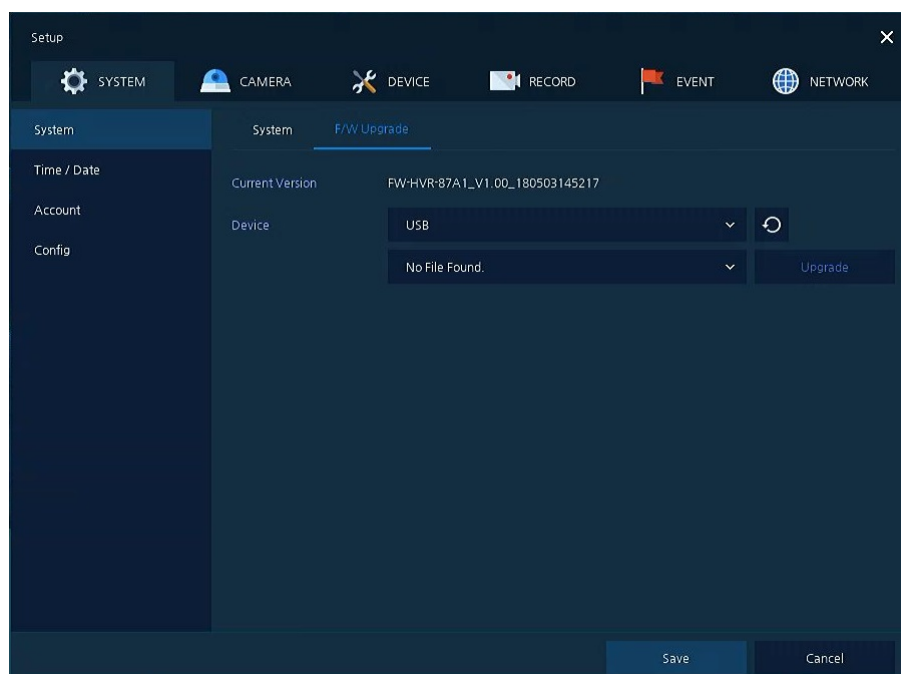 Setup
SYSTEM CAMERA DEVICE RECORD EVENT NETWORK
System System F/W Upgrade
Time / Date
Current Version FW-HVR-87A1_V1.00_180503145217
Account
Device USB
Config
No File Found. Upgrade
Save Cancel